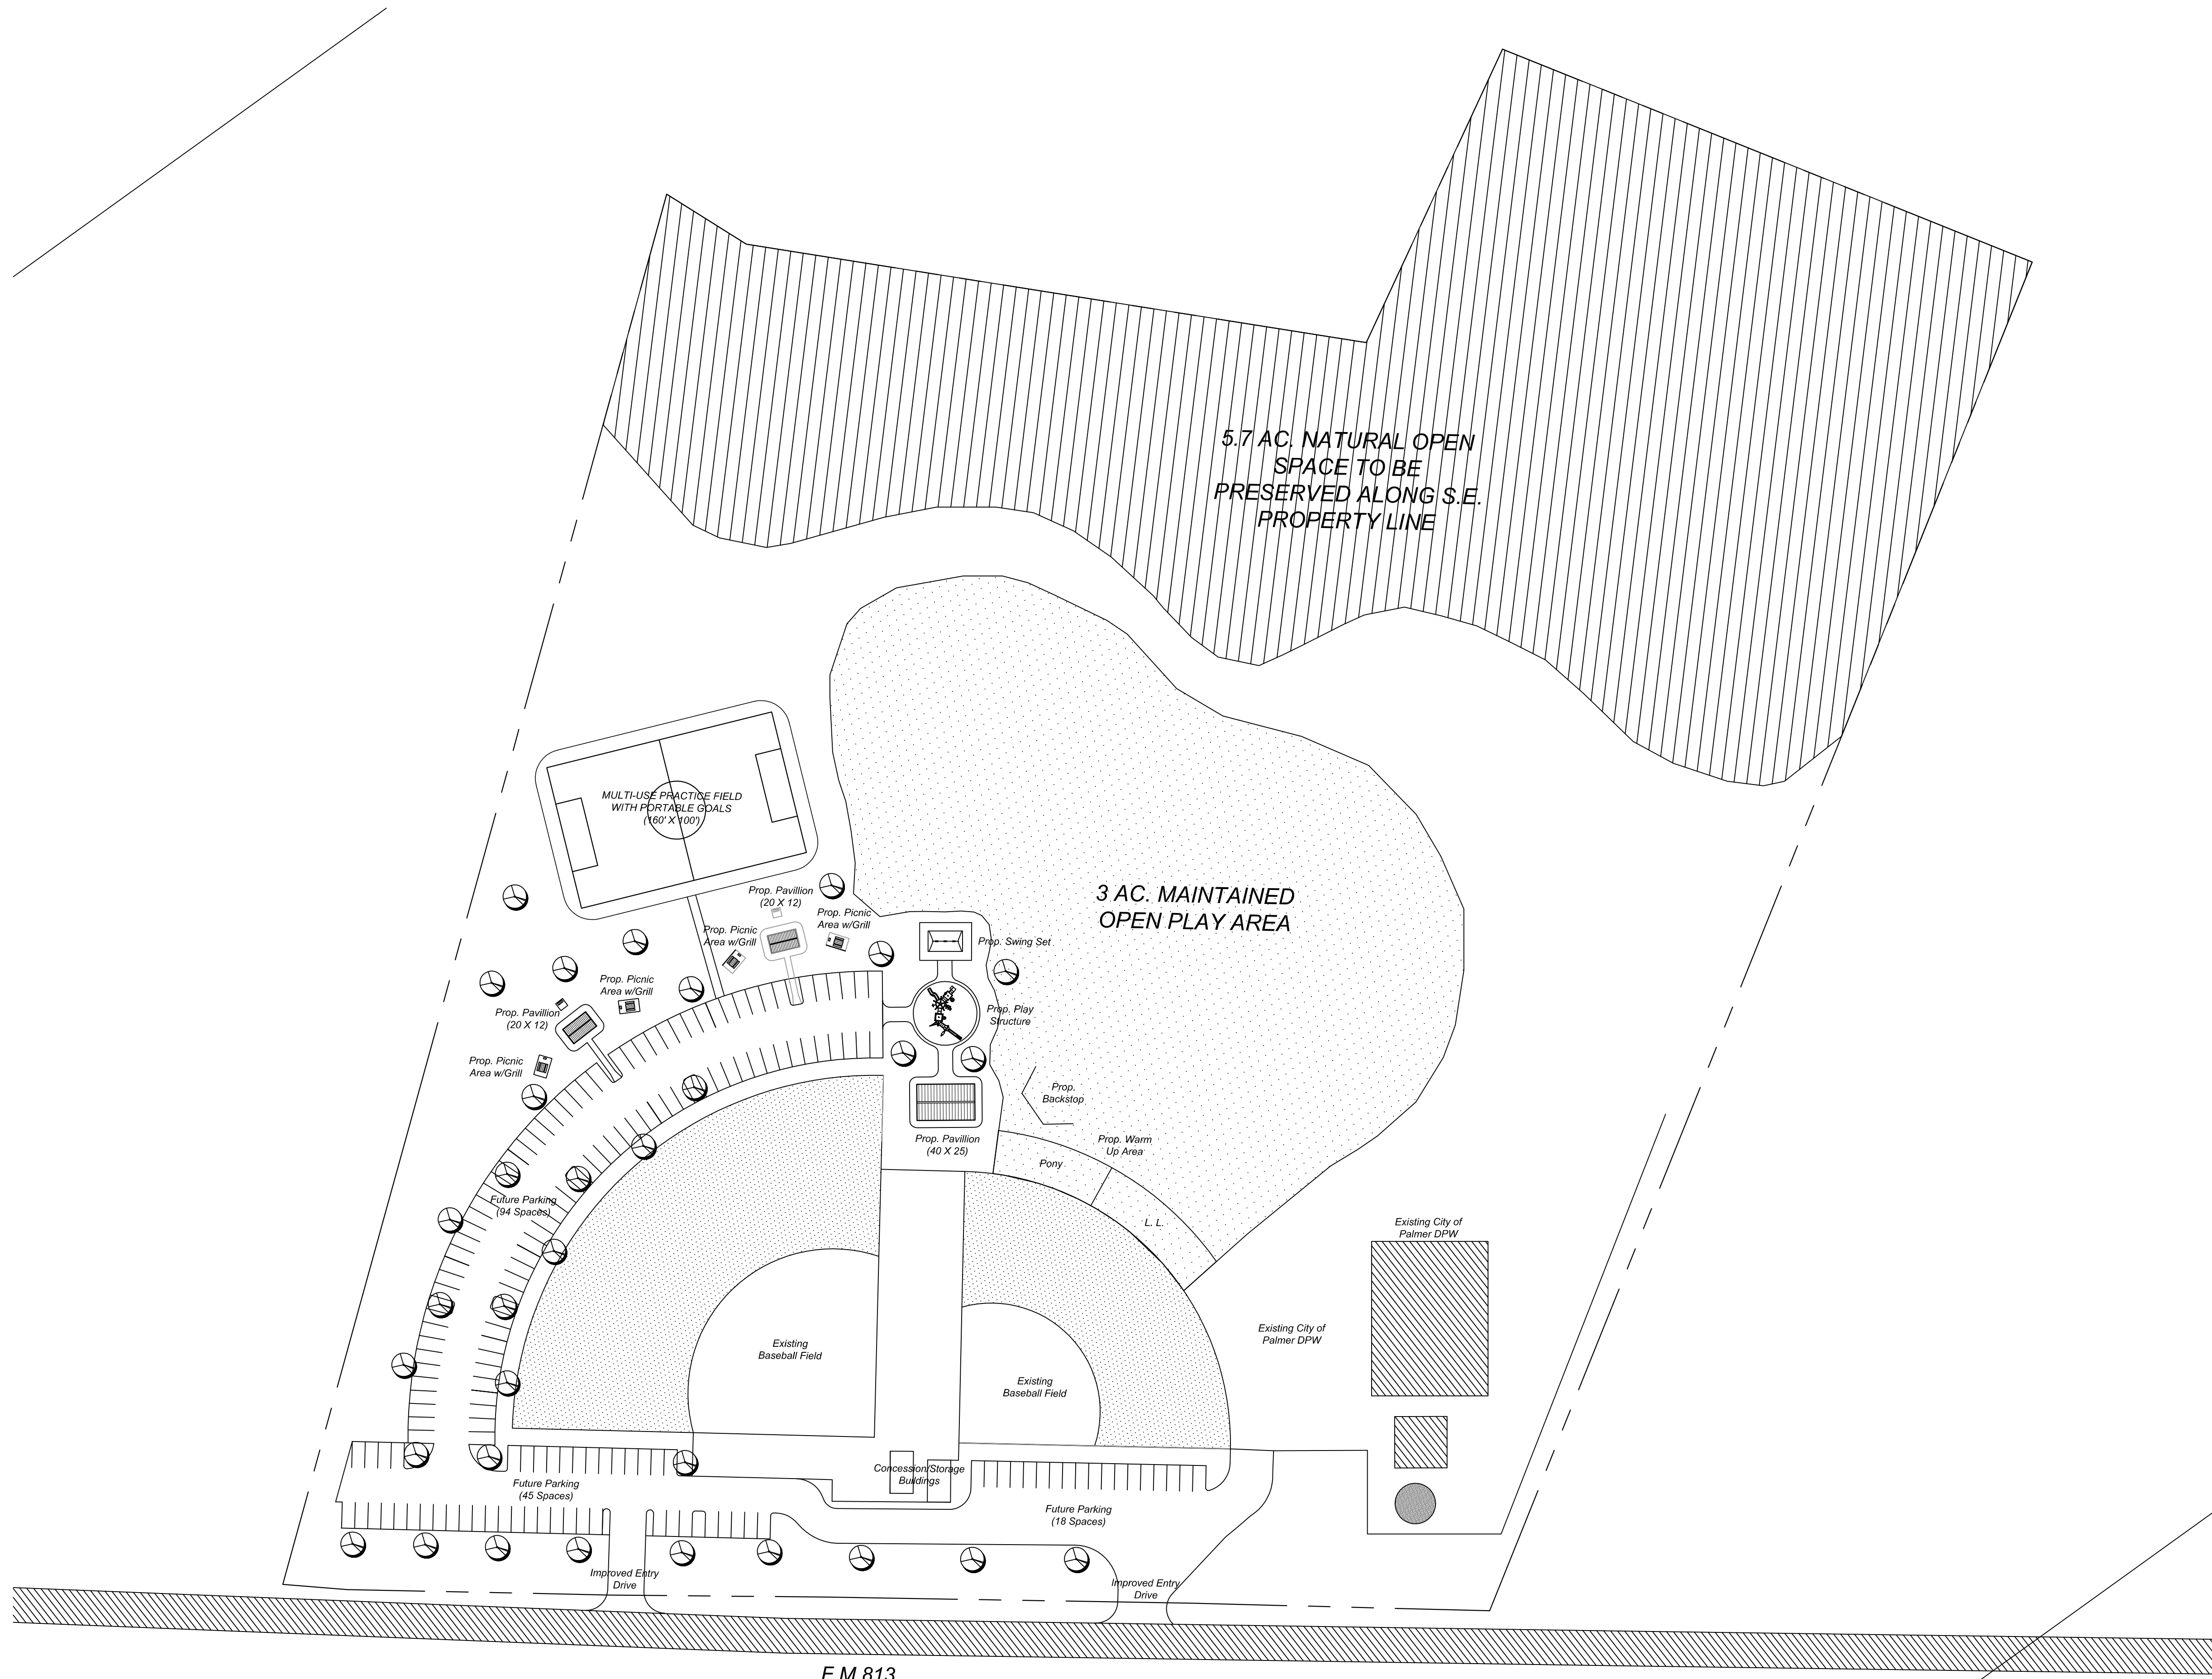 5.7 AC. NATURAL OPEN
SPACE TO BE
PRESERVED ALONG S.E.
PROPERTY LINE
MULTI-USE PRACTICE FIELD
WITH PORTABLE GOALS
(160' X 100')
3 AC. MAINTAINED
OPEN PLAY AREA
Prop. Pavillion
(20 X 12)
Prop. Picnic
Area w/Grill
Prop. Picnic
Area w/Grill
Prop. Swing Set
Prop. Picnic
Area w/Grill
Prop. Pavillion
(20 X 12)
Prop. Play
Structure
Prop. Picnic
Area w/Grill
Prop.
Backstop
Prop. Pavillion
(40 X 25)
Prop. Warm
Up Area
Pony
L. L.
Future Parking
(94 Spaces)
Existing City of
Palmer DPW
Existing City of
Palmer DPW
Existing
Baseball Field
Existing
Baseball Field
Concession/Storage
Buildings
Future Parking
(45 Spaces)
Future Parking
(18 Spaces)
Improved Entry
Drive
Improved Entry
Drive
F.M 813